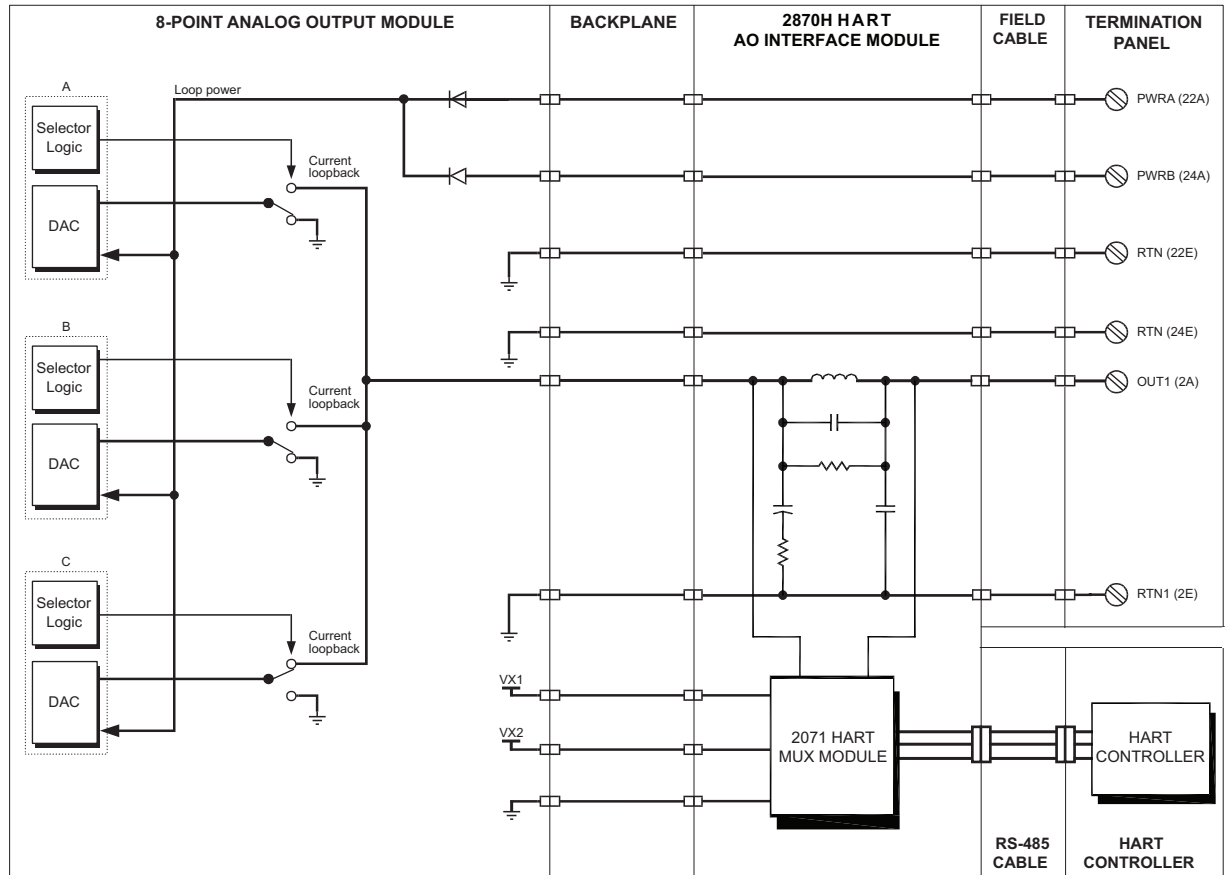 8-POINT ANALOG OUTPUT MODULE
BACKPLANE
2870H HART
AO INTERFACE MODULE
FIELD
CABLE
TERMINATION
PANEL
A
Loop power
Selector
Logic
Current
loopback
DAC
PWRA (22A)
PWRB (24A)
RTN (22E)
B
Selector
Logic
Current
loopback
DAC
RTN (24E)
OUT1 (2A)
C
Selector
Logic
Current
loopback
DAC
RTN1 (2E)
VX1
VX2
2071 HART
MUX MODULE
HART
CONTROLLER
RS-485
CABLE
HART
CONTROLLER